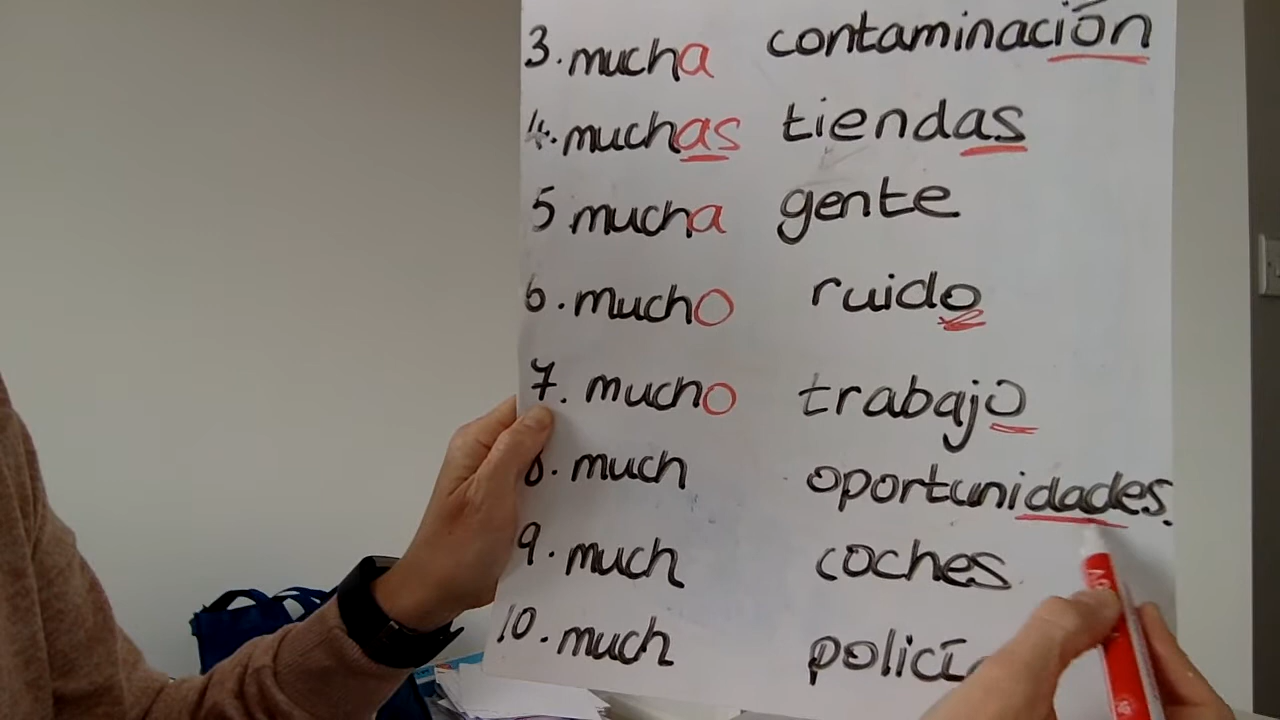 3. mucha contaminación
4. muchas tiendas
5 mucha gente
6. mucho ruido
7. mucho trabajo
8. much oportunidades.
9. much coches
10. much